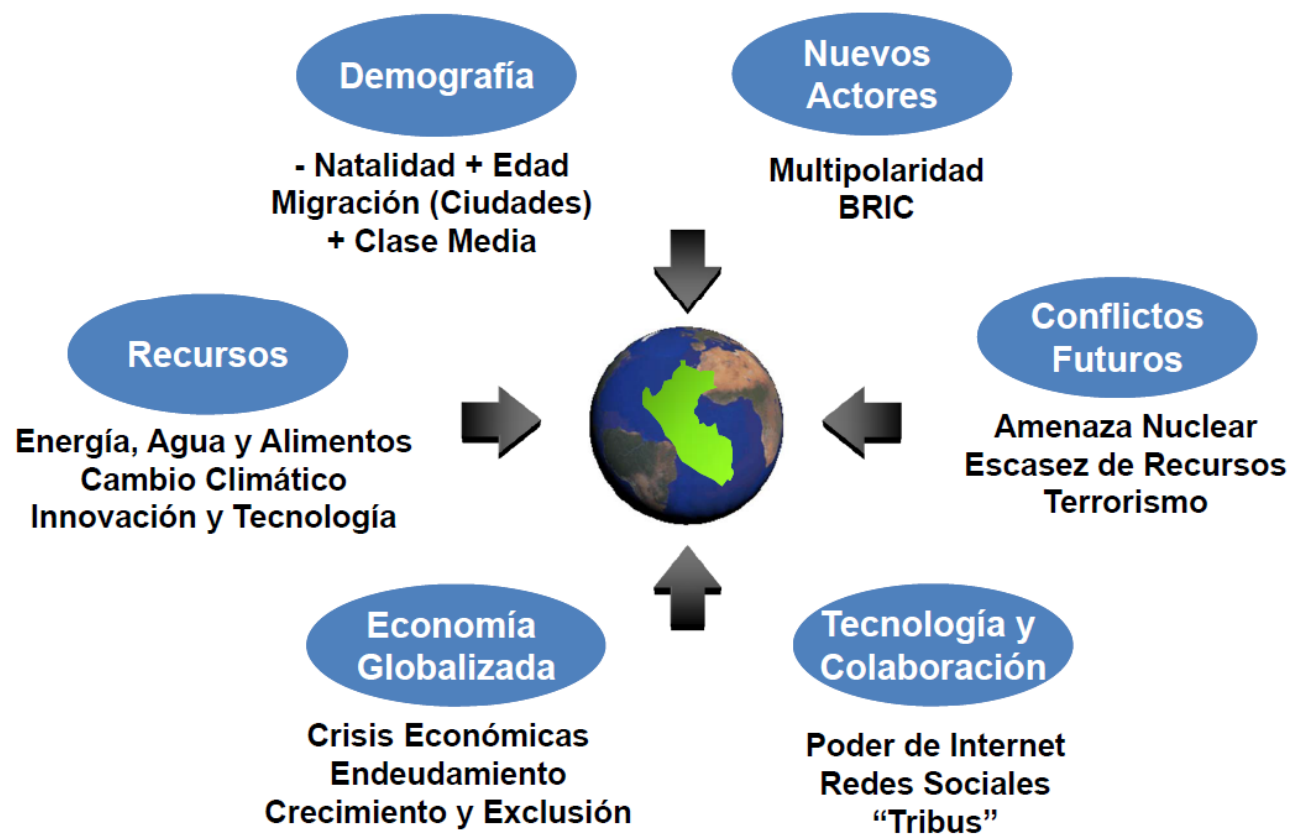 Demografía
- Natalidad + Edad
Migración (Ciudades)
+ Clase Media
Nuevos
Actores
Multipolaridad
BRIC
Recursos
Energía, Agua y Alimentos
Cambio Climático
Innovación y Tecnología
Conflictos
Futuros
Amenaza Nuclear
Escasez de Recursos
Terrorismo
Economía
Globalizada
Crisis Económicas
Endeudamiento
Crecimiento y Exclusión
Tecnología y
Colaboración
Poder de Internet
Redes Sociales
“Tribus”